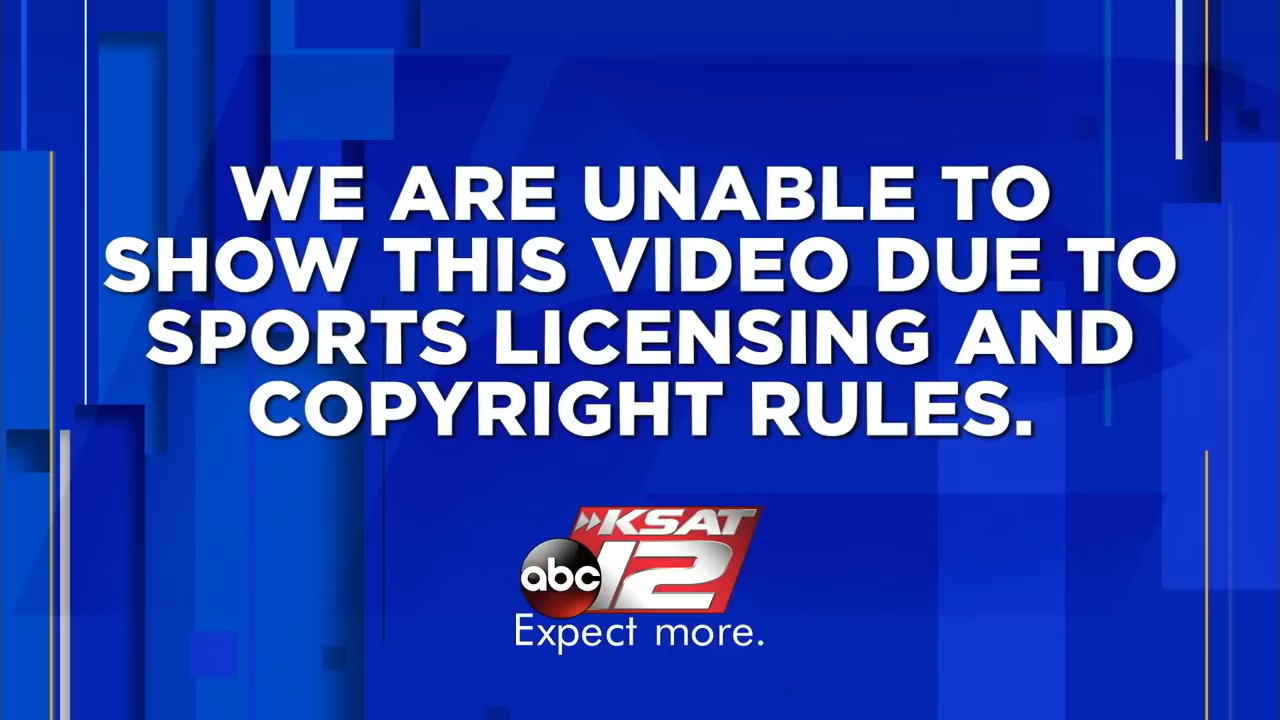 WE ARE UNABLE TO
SHOW THIS VIDEO DUE TO
SPORTS LICENSING AND
COPYRIGHT RULES.
KSAT
abc 12
Expect more.